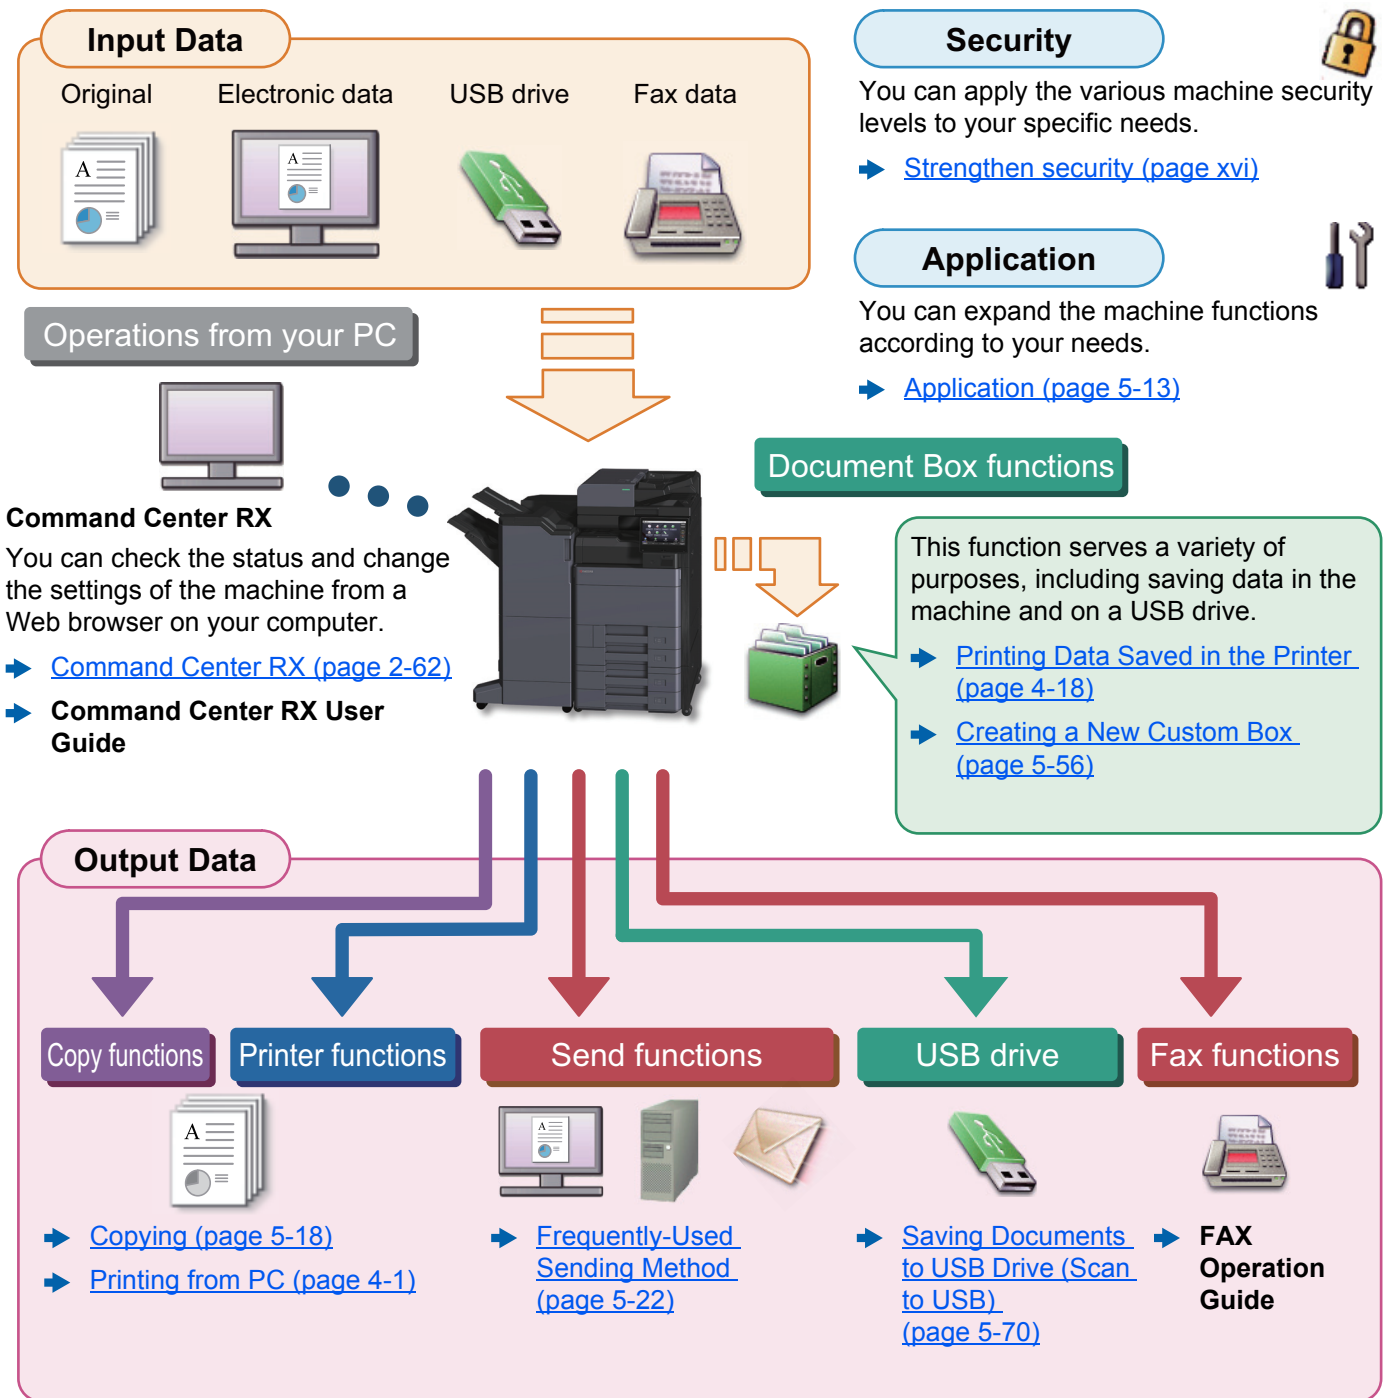 Input Data
Original
Electronic data
USB drive
Fax data
A
A
Security
You can apply the various machine security
levels to your specific needs.
Strengthen security (page xvi)
Application
You can expand the machine functions
according to your needs.
Application (page 5-13)
Operations from your PC
Command Center RX
You can check the status and change
the settings of the machine from a
Web browser on your computer.
Command Center RX (page 2-62)
Command Center RX User
Guide
Document Box functions
This function serves a variety of
purposes, including saving data in the
machine and on a USB drive.
Printing Data Saved in the Printer
(page 4-18)
Creating a New Custom Box
(page 5-56)
Output Data
Copy functions
Printer functions
Send functions
USB drive
Fax functions
A
A
Copying (page 5-18)
Printing from PC (page 4-1)
Frequently-Used
Sending Method
(page 5-22)
Saving Documents
to USB Drive (Scan
to USB)
(page 5-70)
FAX
Operation
Guide